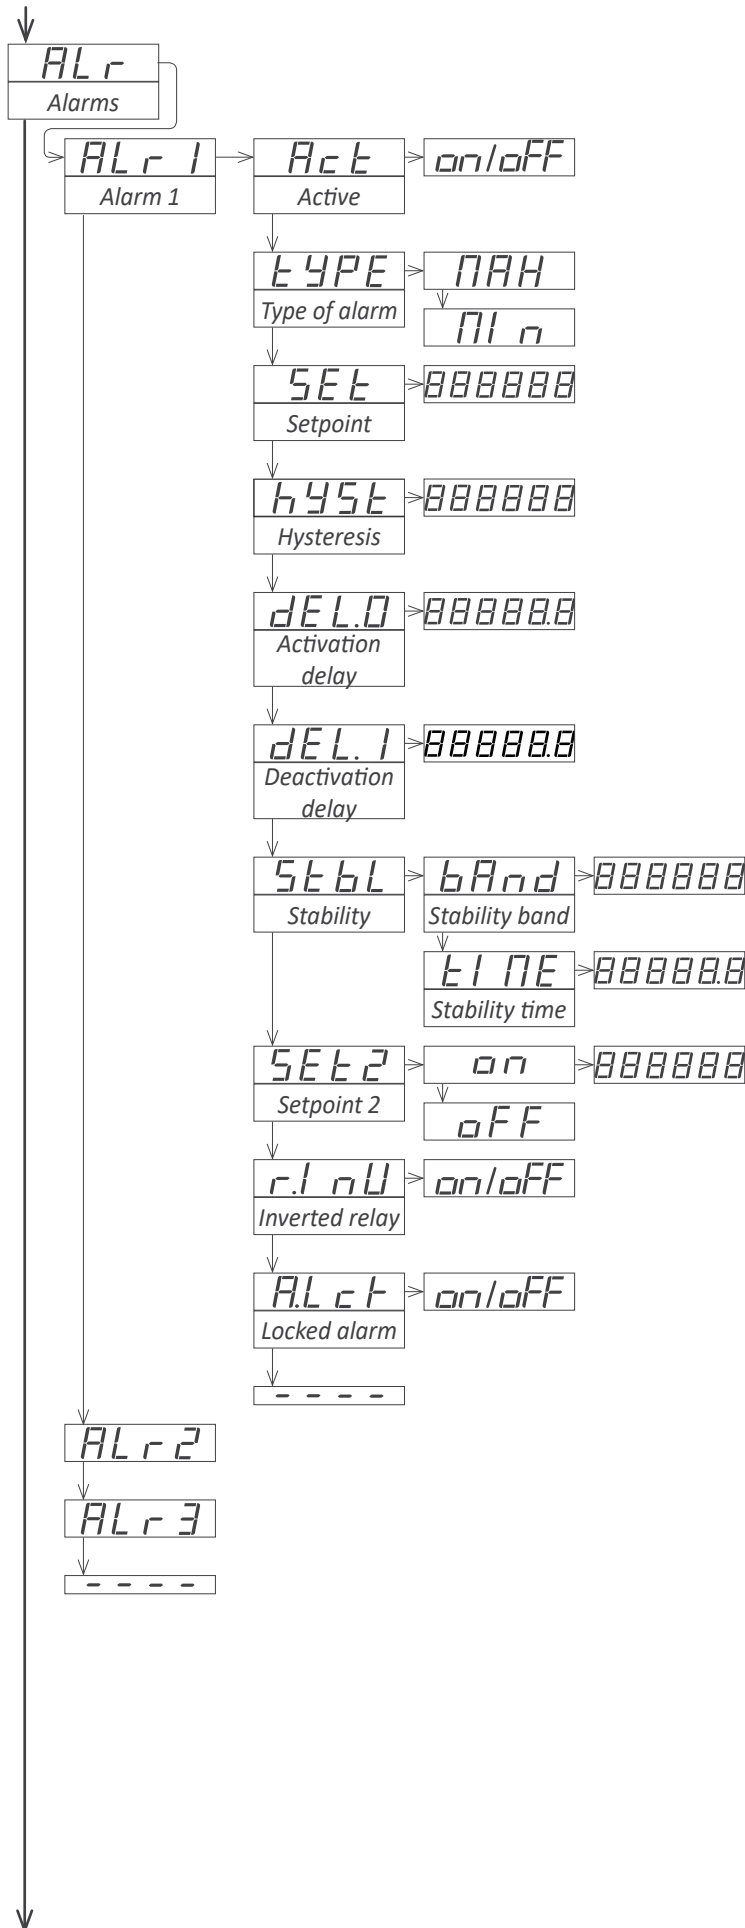 ALr
Alarms
ALr 1
Alarm 1
Act
Active
on/oFF
tYPE
Type of alarm
MAH
MI n
SEt
Setpoint
888888
hYSt
Hysteresis
888888
dEL.0
Activation
delay
88888.8
dEL.1
Deactivation
delay
88888.8
StbL
Stability
bAnd
Stability band
888888
tIME
Stability time
88888.8
SEt2
Setpoint 2
on
888888
oFF
r.I nV
Inverted relay
on/oFF
A.Lct
Locked alarm
on/oFF
----
ALr2
ALr3
----